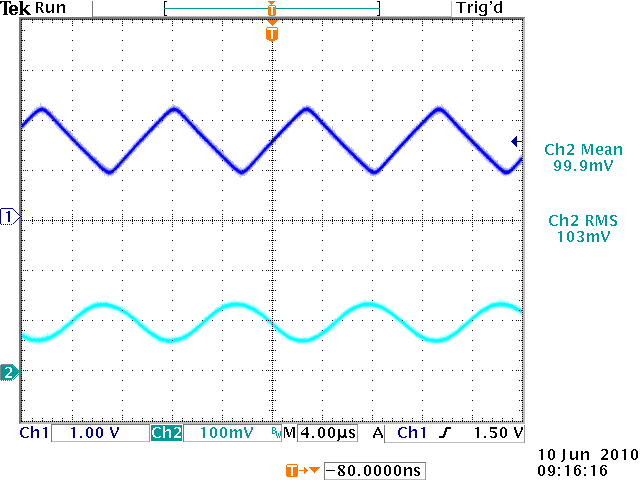 Tek Run Trig'd
T
T
Ch2 Mean
99.9mV
1
Ch2 RMS
103mV
2
Ch1 1.00 V Ch2 100mV BW M 4.00µs A Ch1 1.50 V
T -80.0000ns
10 Jun 2010
09:16:16